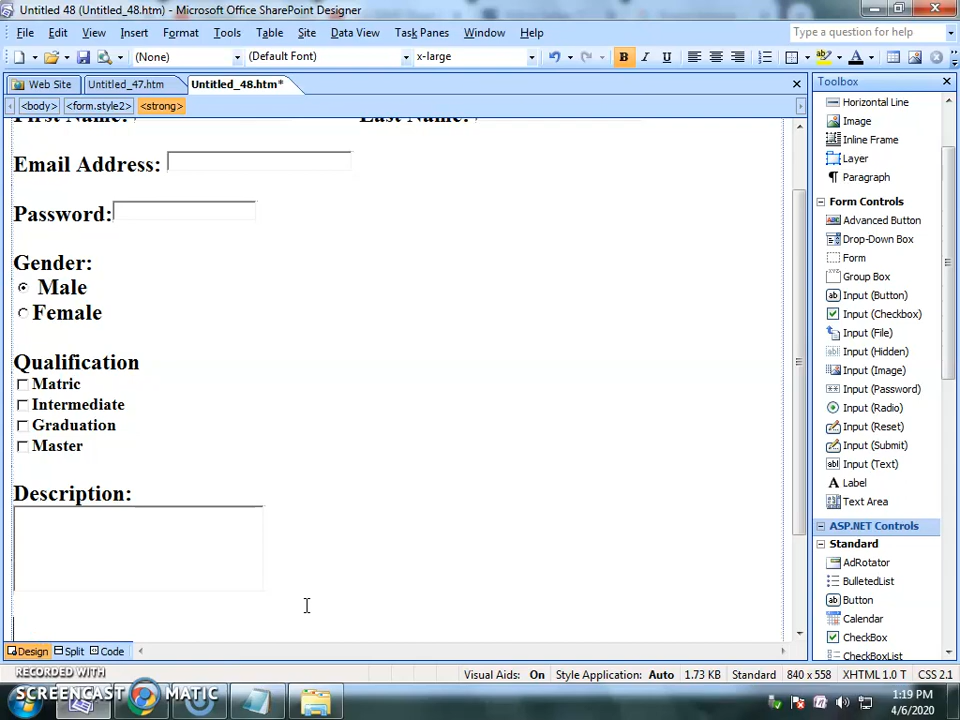 Untitled 48 (Untitled_48.htm) - Microsoft Office SharePoint Designer
File Edit View Insert Format Tools Table Site Data View Task Panes Window Help
Type a question for help
(None) (Default Font) x-large B I U A
Web Site Untitled_47.htm Untitled_48.htm*
<body> <form.style2> <strong>
First Name: Last Name:
Email Address:
Password:
Gender:
Male
Female
Qualification
Matric
Intermediate
Graduation
Master
Description:
Toolbox
Horizontal Line
Image
Inline Frame
Layer
Paragraph
Form Controls
Advanced Button
Drop-Down Box
Form
Group Box
Input (Button)
Input (Checkbox)
Input (File)
Input (Hidden)
Input (Image)
Input (Password)
Input (Radio)
Input (Reset)
Input (Submit)
Input (Text)
Label
Text Area
ASP.NET Controls
Standard
AdRotator
BulletedList
Button
Calendar
CheckBox
CheckBoxList
Design Split Code
Visual Aids: On Style Application: Auto 1.73 KB Standard 840 x 558 XHTML 1.0 T CSS 2.1
RECORDED WITH
SCREENCAST MATIC
1:19 PM
4/6/2020